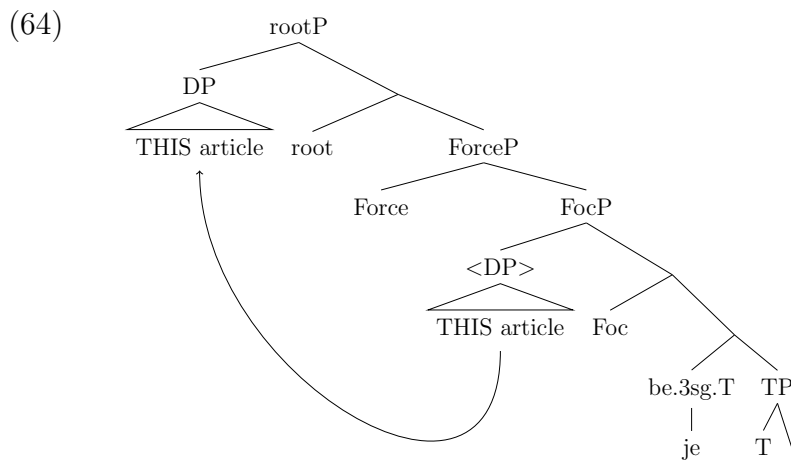 (64)
rootP
DP
THIS article root ForceP
Force FocP
<DP>
THIS article Foc
be.3sg.T TP
je T